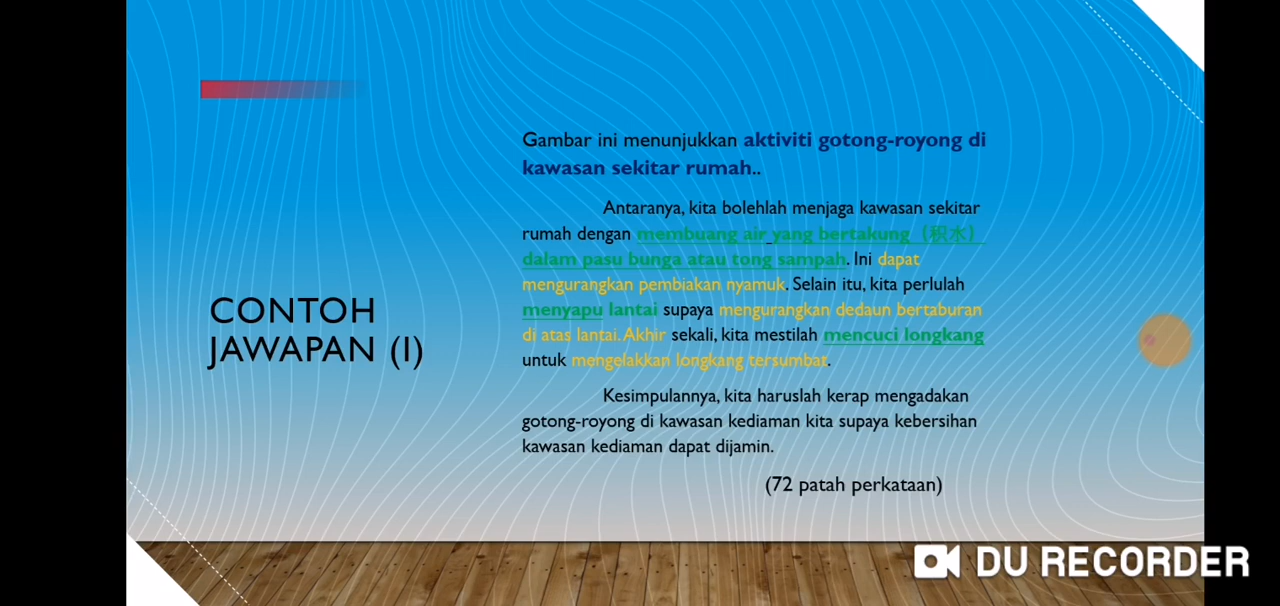 CONTOH
JAWAPAN (I)
Gambar ini menunjukkan aktiviti gotong-royong di
kawasan sekitar rumah..
Antaranya, kita bolehlah menjaga kawasan sekitar
rumah dengan membuang air yang bertakung（积水）
dalam pasu bunga atau tong sampah. Ini dapat
mengurangkan pembiakan nyamuk. Selain itu, kita perlulah
menyapu lantai supaya mengurangkan dedaun bertaburan
di atas lantai. Akhir sekali, kita mestilah mencuci longkang
untuk mengelakkan longkang tersumbat.
Kesimpulannya, kita haruslah kerap mengadakan
gotong-royong di kawasan kediaman kita supaya kebersihan
kawasan kediaman dapat dijamin.
(72 patah perkataan)
DU RECORDER